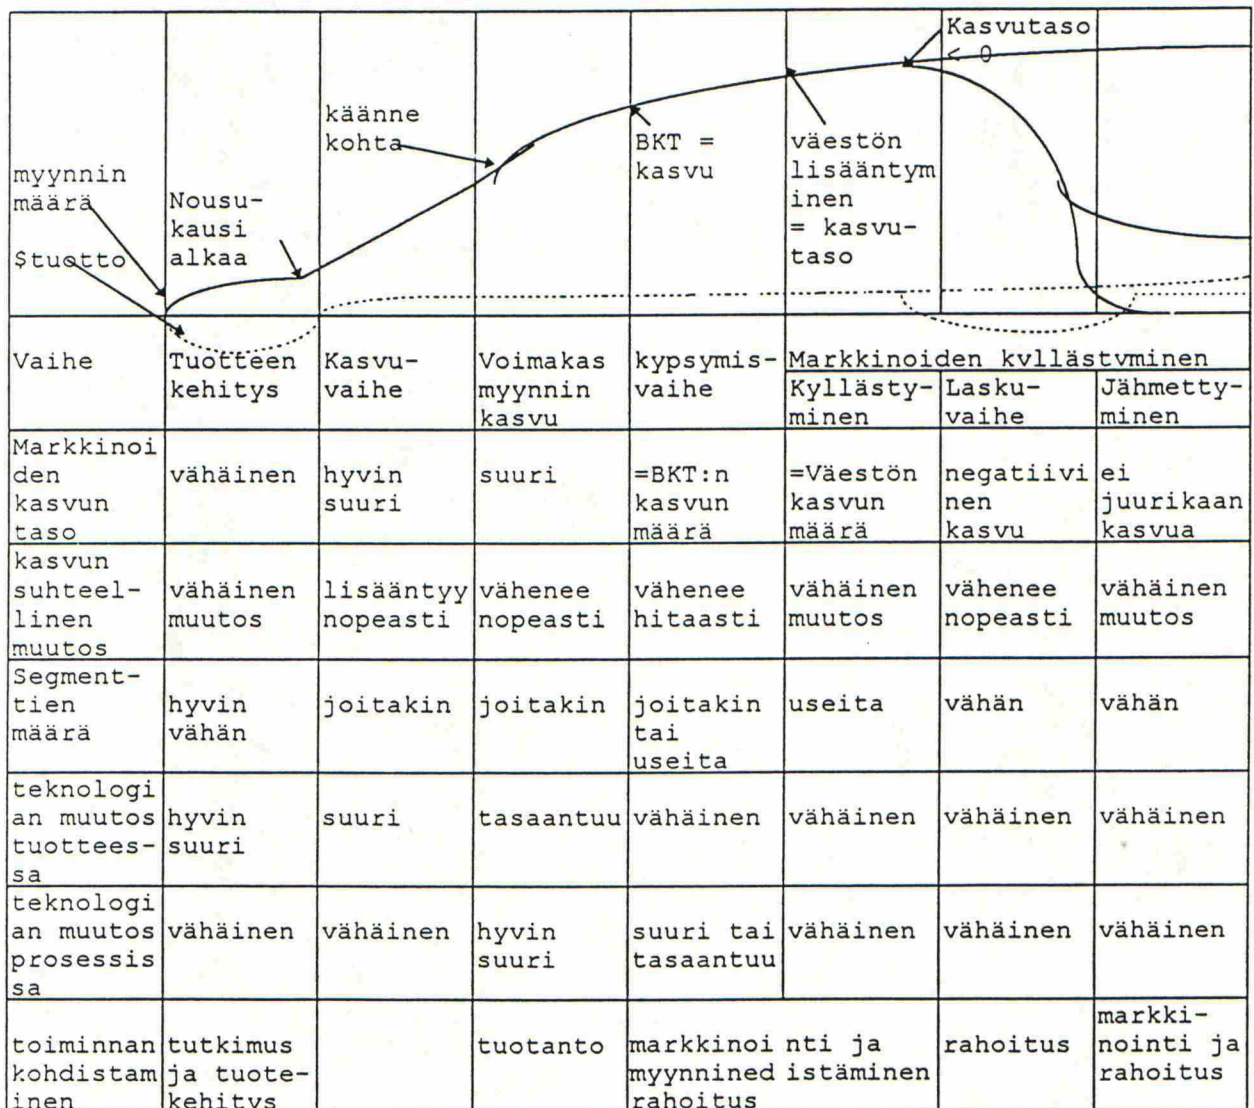 Kasvutaso
< 0
käänne
kohta
BKT =
kasvu
väestön
lisääntym
inen
= kasvu-
taso
myynnin
määrä
$tuotto
Nousu-
kausi
alkaa
Vaihe
Tuotteen
kehitys
Kasvu-
vaihe
Voimakas
myynnin
kasvu
kypsymis-
vaihe
Markkinoiden kyllästyminen
Kyllästy-
minen
Lasku-
vaihe
Jähmetty-
minen
Markkinoi
den
kasvun
taso
vähäinen
hyvin
suuri
suuri
=BKT:n
kasvun
määrä
=Väestön
kasvun
määrä
negatiivi
nen
kasvu
ei
juurikaan
kasvua
kasvun
suhteel-
linen
muutos
vähäinen
muutos
lisääntyy
nopeasti
vähenee
nopeasti
vähenee
hitaasti
vähäinen
muutos
vähenee
nopeasti
vähäinen
muutos
Segment-
tien
määrä
hyvin
vähän
joitakin
joitakin
joitakin
tai
useita
useita
vähän
vähän
teknologi
an muutos
tuottees-
sa
hyvin
suuri
suuri
tasaantuu
vähäinen
vähäinen
vähäinen
vähäinen
teknologi
an muutos
prosessis
sa
vähäinen
vähäinen
hyvin
suuri
suuri tai
tasaantuu
vähäinen
vähäinen
vähäinen
toiminnan
kohdistam
inen
tutkimus
ja tuote-
kehitys
tuotanto
markkinoi nti ja
myynnined istäminen
rahoitus
rahoitus
markki-
nointi ja
rahoitus